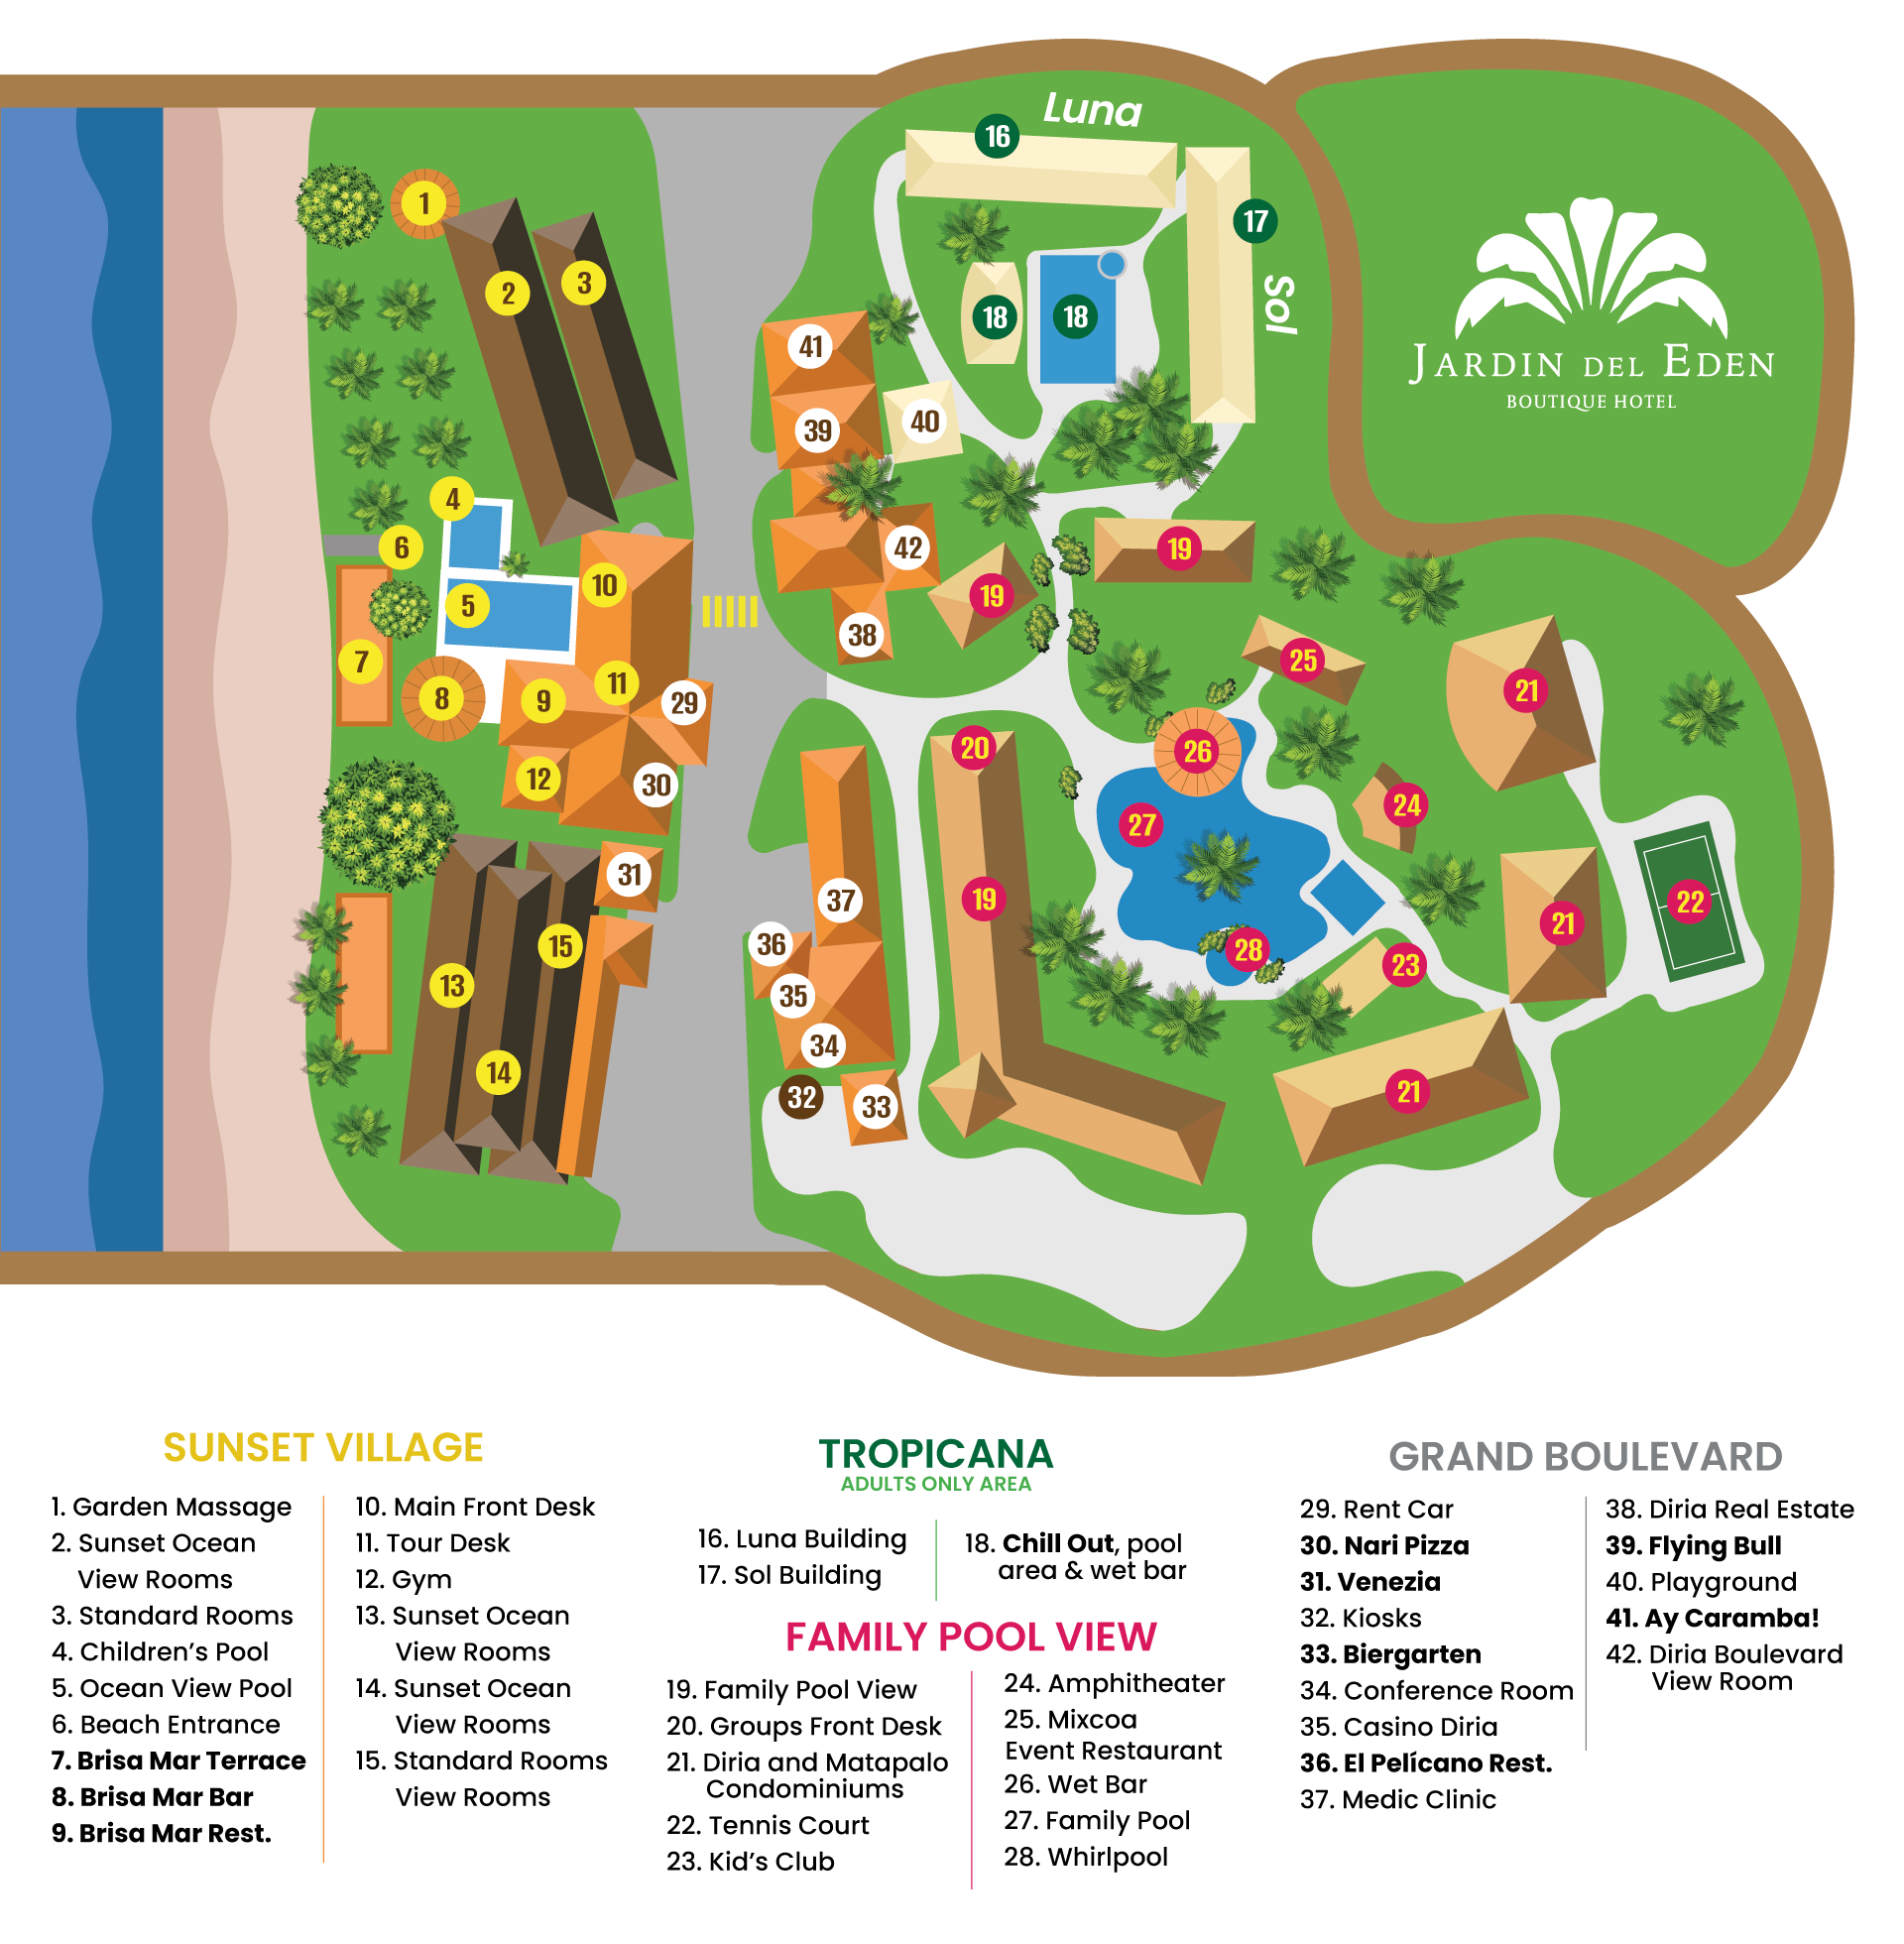 Luna
16
17
1
Sol
2
3
18
18
41
JARDIN DEL EDEN
BOUTIQUE HOTEL
39
40
4
6
42
19
10
19
5
38
7
25
11
8
9
29
21
20
26
12
30
24
27
31
37
19
22
36
15
21
28
23
13
35
34
14
21
32
33
SUNSET VILLAGE
1. Garden Massage
2. Sunset Ocean
View Rooms
3. Standard Rooms
4. Children's Pool
5. Ocean View Pool
6. Beach Entrance
7. Brisa Mar Terrace
8. Brisa Mar Bar
9. Brisa Mar Rest.
10. Main Front Desk
11. Tour Desk
12. Gym
13. Sunset Ocean
View Rooms
14. Sunset Ocean
View Rooms
15. Standard Rooms
View Rooms
TROPICANA
ADULTS ONLY AREA
16. Luna Building
17. Sol Building
18. Chill Out, pool
area & wet bar
FAMILY POOL VIEW
19. Family Pool View
20. Groups Front Desk
21. Diria and Matapalo
Condominiums
22. Tennis Court
23. Kid's Club
24. Amphitheater
25. Mixcoa
Event Restaurant
26. Wet Bar
27. Family Pool
28. Whirlpool
GRAND BOULEVARD
29. Rent Car
30. Nari Pizza
31. Venezia
32. Kiosks
33. Biergarten
34. Conference Room
35. Casino Diria
36. El Pelícano Rest.
37. Medic Clinic
38. Diria Real Estate
39. Flying Bull
40. Playground
41. Ay Caramba!
42. Diria Boulevard
View Room